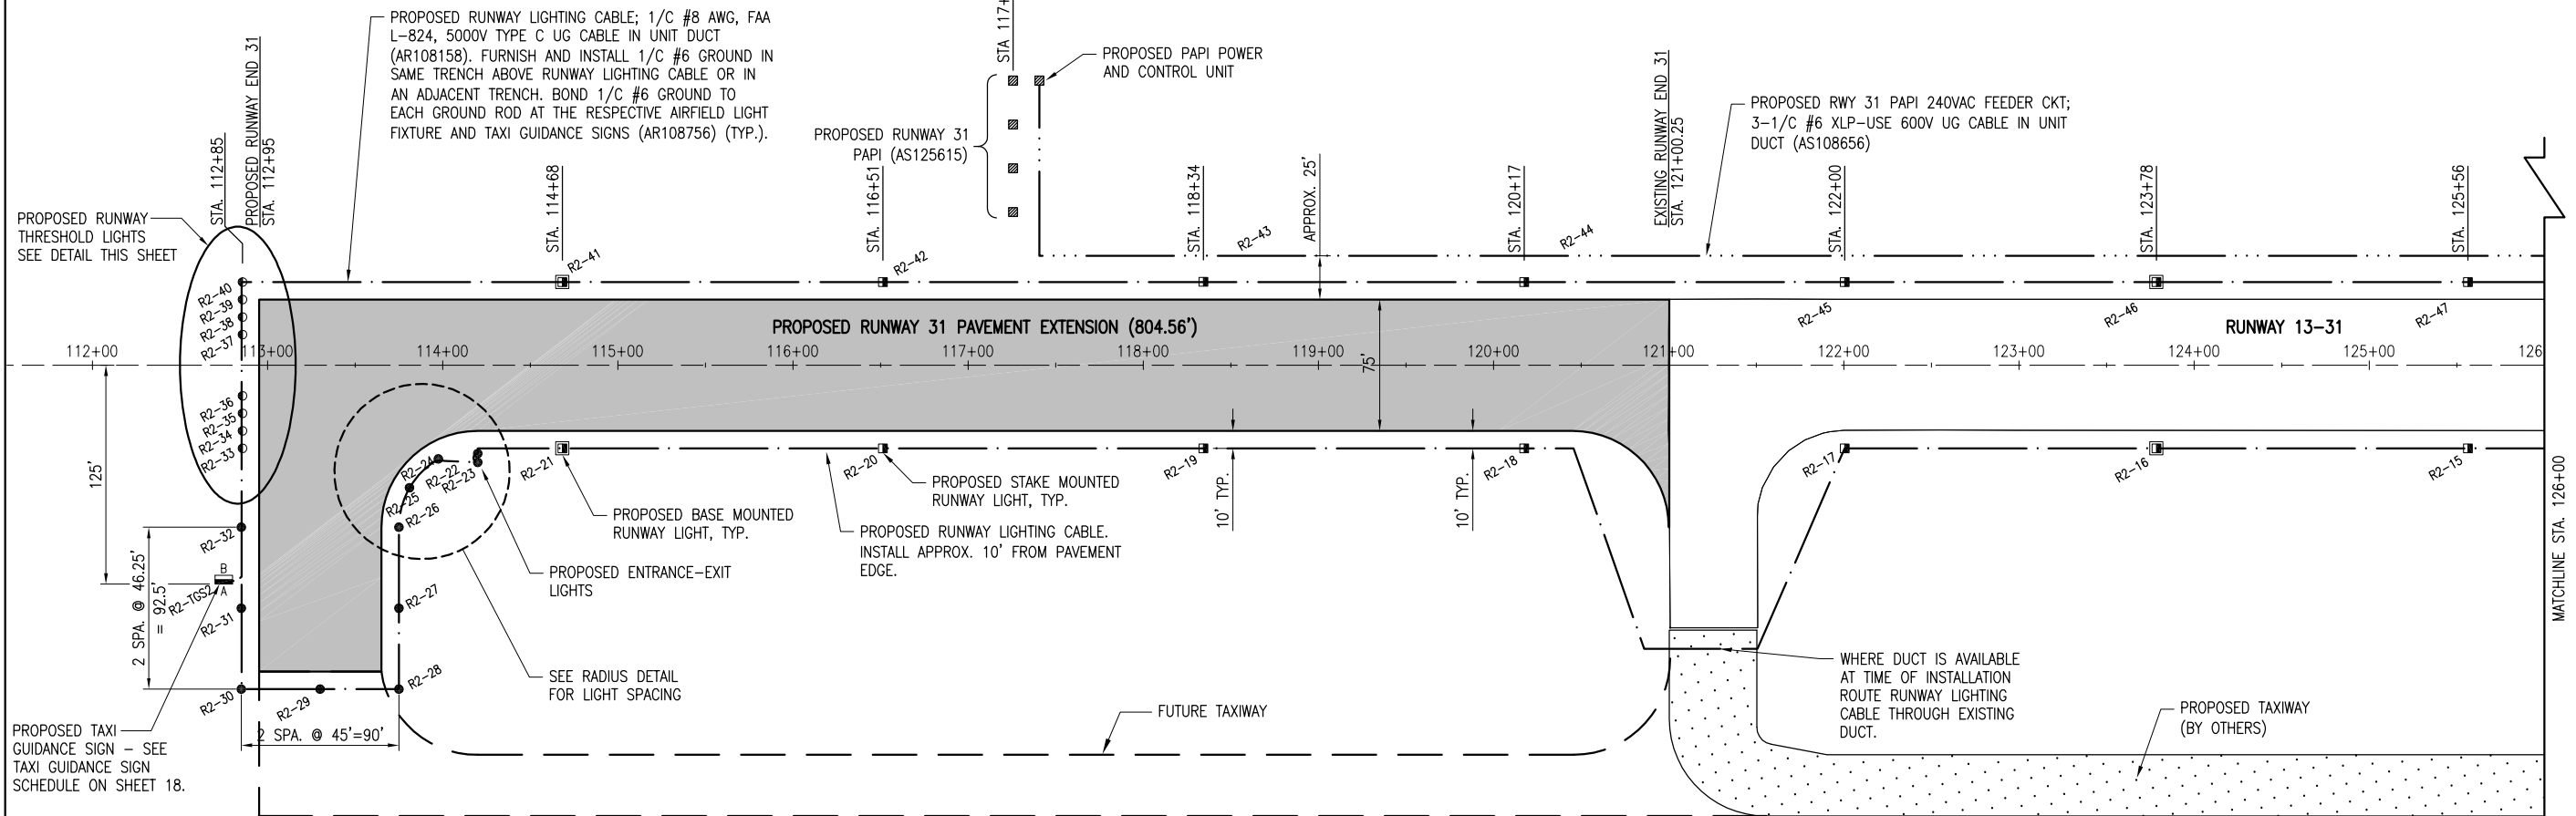 PROPOSED RUNWAY LIGHTING CABLE; 1/C #8 AWG, FAA
L-824, 5000V TYPE C UG CABLE IN UNIT DUCT
(AR108158). FURNISH AND INSTALL 1/C #6 GROUND IN
SAME TRENCH ABOVE RUNWAY LIGHTING CABLE OR IN
AN ADJACENT TRENCH. BOND 1/C #6 GROUND TO
EACH GROUND ROD AT THE RESPECTIVE AIRFIELD LIGHT
FIXTURE AND TAXI GUIDANCE SIGNS (AR108756) (TYP.).
STA 117+
PROPOSED PAPI POWER
AND CONTROL UNIT
PROPOSED RUNWAY 31
PAPI (AS125615)
PROPOSED RWY 31 PAPI 240VAC FEEDER CKT;
3-1/C #6 XLP-USE 600V UG CABLE IN UNIT
DUCT (AS108656)
PROPOSED RUNWAY
THRESHOLD LIGHTS
SEE DETAIL THIS SHEET
STA. 112+85
PROPOSED RUNWAY END 31
STA. 112+95
STA. 114+68
STA. 116+51
STA. 118+34
APPROX. 25'
STA. 120+17
EXISTING RUNWAY END 31
STA. 121+00.25
STA. 122+00
STA. 123+78
STA. 125+56
R2-41
R2-42
R2-43
R2-44
R2-45
R2-46
R2-47
R2-40
R2-39
R2-38
R2-37
PROPOSED RUNWAY 31 PAVEMENT EXTENSION (804.56')
RUNWAY 13-31
112+00
113+00
114+00
115+00
116+00
117+00
118+00
119+00
120+00
121+00
122+00
123+00
124+00
125+00
126
75'
R2-36
R2-35
R2-34
R2-33
R2-24
R2-22
R2-23
R2-25
R2-26
R2-21
R2-20
R2-19
R2-18
R2-17
R2-16
R2-15
10' TYP.
10' TYP.
125'
PROPOSED STAKE MOUNTED
RUNWAY LIGHT, TYP.
PROPOSED BASE MOUNTED
RUNWAY LIGHT, TYP.
PROPOSED RUNWAY LIGHTING CABLE.
INSTALL APPROX. 10' FROM PAVEMENT
EDGE.
PROPOSED ENTRANCE-EXIT
LIGHTS
MATCHLINE STA. 126+00
R2-32
B
A
R2-TGS2
R2-31
2 SPA. @ 46.25'
= 92.5'
R2-27
R2-28
R2-30
R2-29
2 SPA. @ 45'=90'
SEE RADIUS DETAIL
FOR LIGHT SPACING
FUTURE TAXIWAY
WHERE DUCT IS AVAILABLE
AT TIME OF INSTALLATION
ROUTE RUNWAY LIGHTING
CABLE THROUGH EXISTING
DUCT.
PROPOSED TAXIWAY
(BY OTHERS)
PROPOSED TAXI
GUIDANCE SIGN – SEE
TAXI GUIDANCE SIGN
SCHEDULE ON SHEET 18.